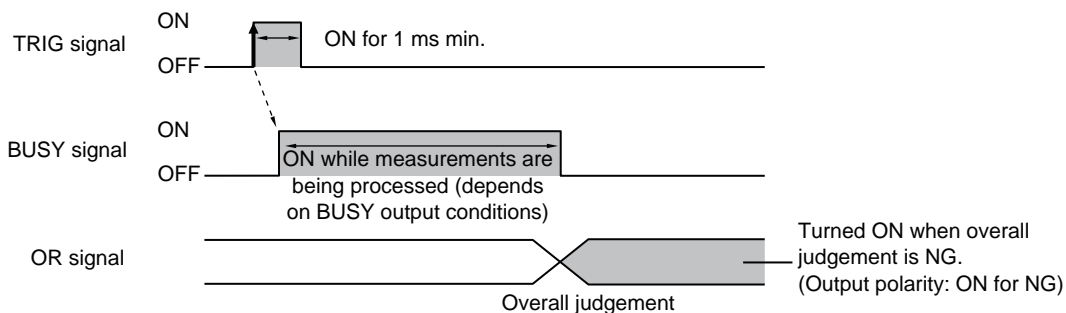 ON
TRIG signal
ON for 1 ms min.
OFF
ON
BUSY signal
ON while measurements are
OFF
being processed (depends
on BUSY output conditions)
OR signal
Turned ON when overall
judgement is NG.
(Output polarity: ON for NG)
Overall judgement